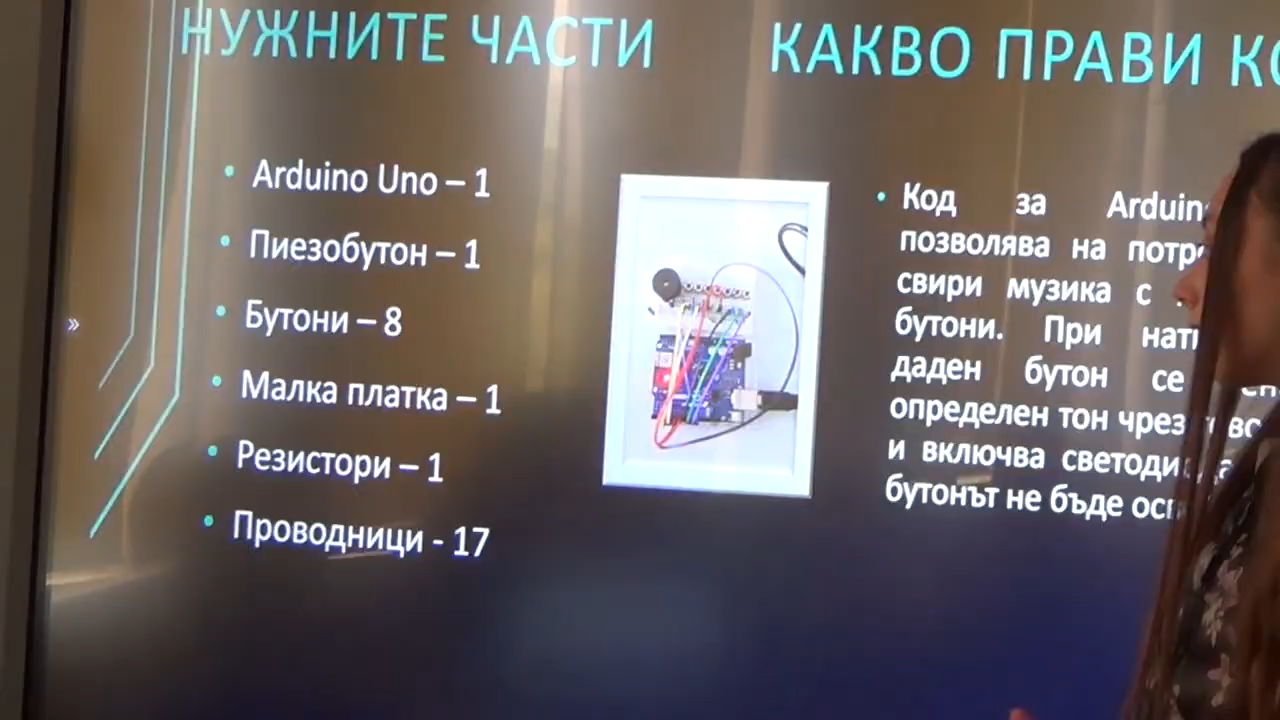 НУЖНИТЕ ЧАСТИ
• Arduino Uno – 1
• Пиезобутон – 1
• Бутони – 8
• Малка платка – 1
• Резистори – 1
• Проводници - 17
»
КАКВО ПРАВИ
• Код за
позволява на
свири музика с
бутони. При
даден бутон се
определен тон чрез
и включва
бутонът не бъде